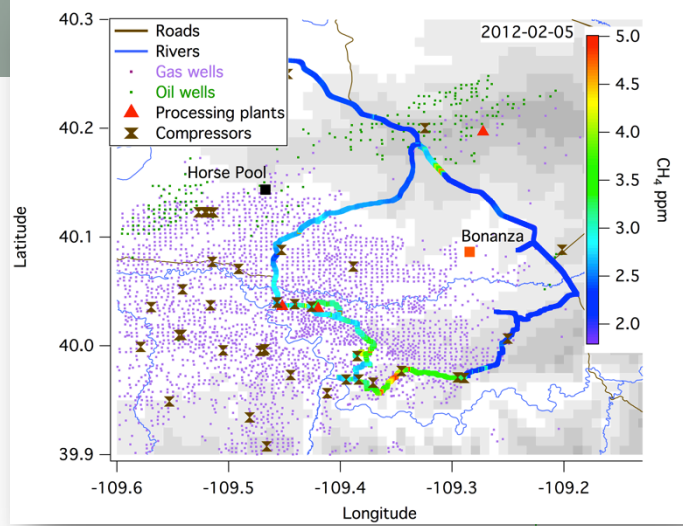 40.3
40.2
40.1
40.0
39.9
Latitude
Roads
Rivers
Gas wells
Oil wells
Processing plants
Compressors
2012-02-05
Horse Pool
Bonanza
5.0
4.5
4.0
3.5
3.0
2.5
2.0
CH₄, ppm
-109.6 -109.5 -109.4 -109.3 -109.2
Longitude